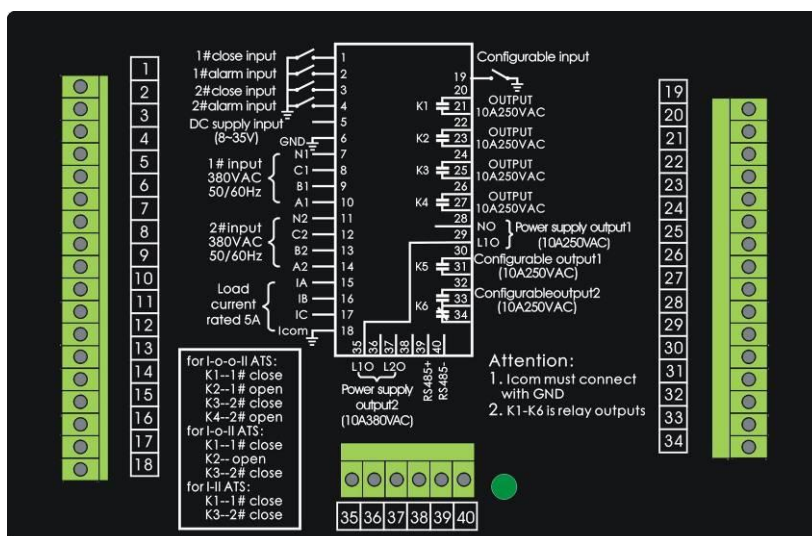 1
2
3
4
5
6
7
8
9
10
11
12
13
14
15
16
17
18
1#close input
1#alarm input
2#close input
2#alarm input
DC supply input
(8~35V)
GND
N1
C1
B1
A1
1#input
380VAC
50/60Hz
N2
C2
B2
A2
2#input
380VAC
50/60Hz
IA
IB
IC
Icom
Load
current
rated 5A
1
2
3
4
5
6
7
8
9
10
11
12
13
14
15
16
17
18
Configurable input
19
20
K1 21 OUTPUT
10A250VAC
22
K2 23 OUTPUT
10A250VAC
24
K3 25 OUTPUT
10A250VAC
26
K4 27 OUTPUT
10A250VAC
28
NO
29
L1O
Power supply output1
(10A250VAC)
30
K5 31 Configurable output1
(10A250VAC)
32
K6 33 Configurableoutput2
(10A250VAC)
34
35 36 37 38 39 40
L1O L2O RS485+ RS485-
Power supply
output2
(10A380VAC)
for I-o-o-II ATS:
K1--1# close
K2--1# open
K3--2# close
K4--2# open
for I-o-II ATS:
K1--1# close
K2-- open
K3--2# close
for I-II ATS:
K1--1# close
K3--2# close
Attention:
1. Icom must connect
with GND
2. K1-K6 is relay outputs
19
20
21
22
23
24
25
26
27
28
29
30
31
32
33
34
35 36 37 38 39 40